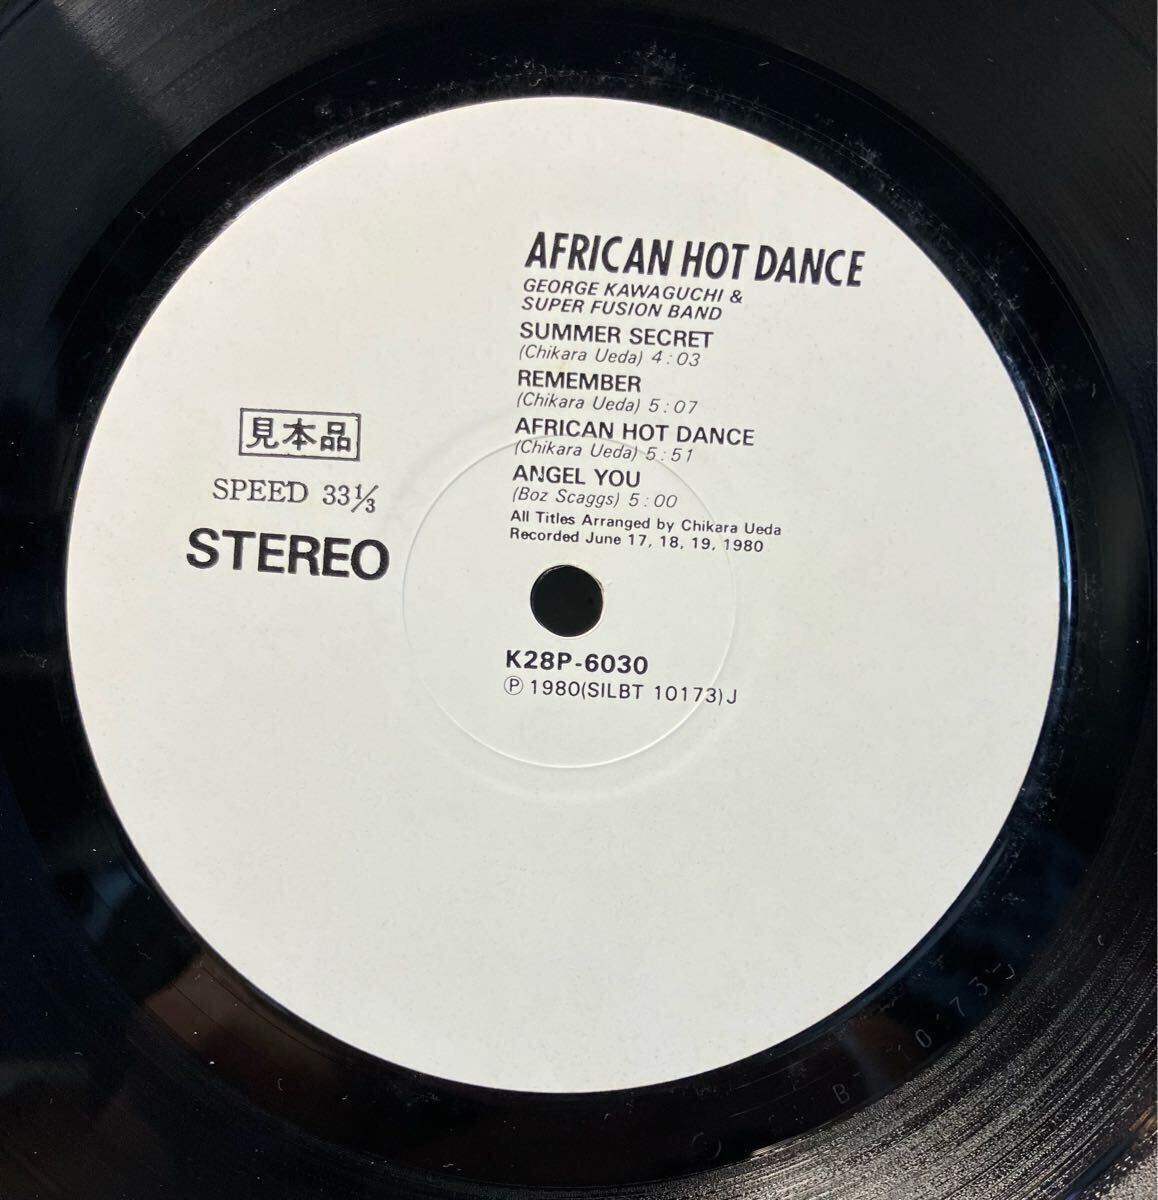 AFRICAN HOT DANCE
GEORGE KAWAGUCHI &
SUPER FUSION BAND
SUMMER SECRET
(Chikara Ueda) 4:03
REMEMBER
(Chikara Ueda) 5:07
AFRICAN HOT DANCE
(Chikara Ueda) 5:51
ANGEL YOU
(Boz Scaggs) 5:00
All Titles Arranged by Chikara Ueda
Recorded June 17, 18, 19, 1980
見本品
SPEED 33⅓
STEREO
K28P-6030
Ⓟ 1980(SILBT 10173)J